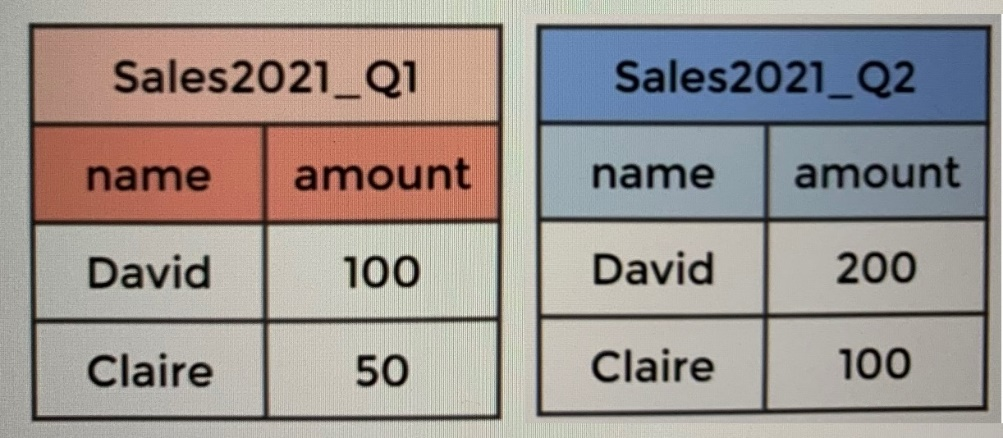 Sales2021_Q1
name amount
David 100
Claire 50
Sales2021_Q2
name amount
David 200
Claire 100